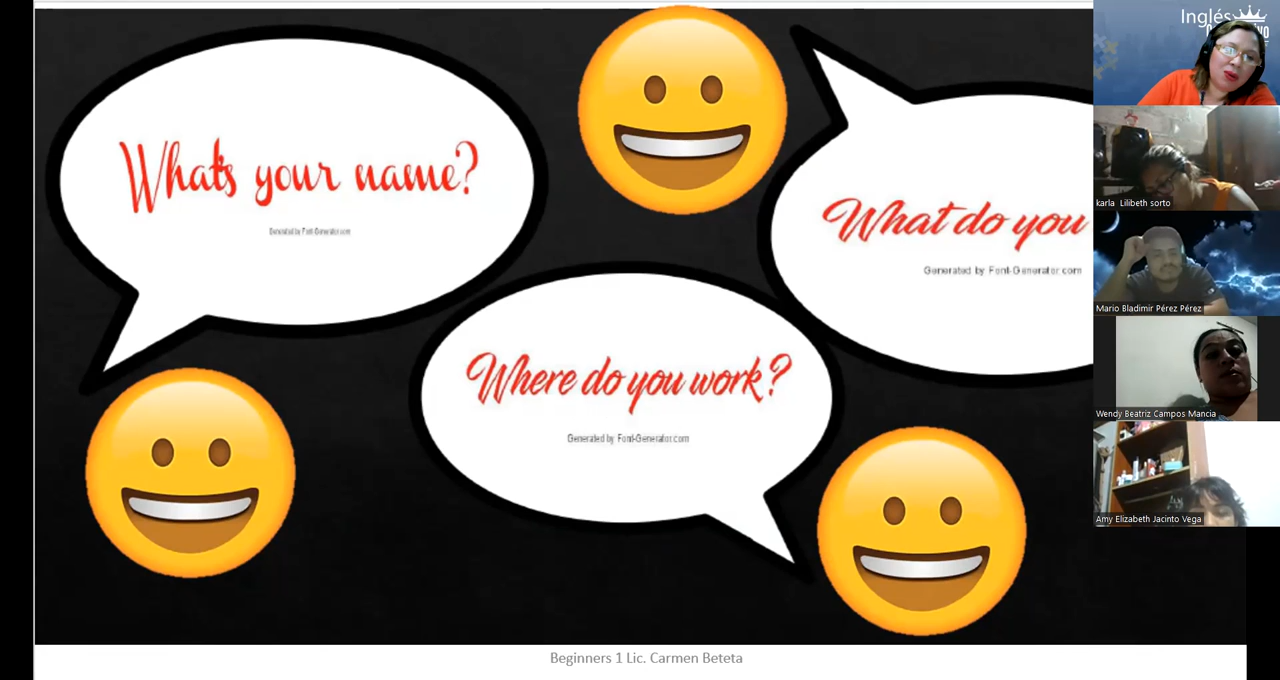 What's your name?
Generated by Font-Generator.com
What do you
Generated by Font-Generator.com
Where do you work?
Generated by Font-Generator.com
Beginners 1 Lic. Carmen Beteta
Inglés
karla Lilibeth sorto
Mario Bladimir Pérez Pérez
Wendy Beatriz Campos Mancia
Amy Elizabeth Jacinto Vega